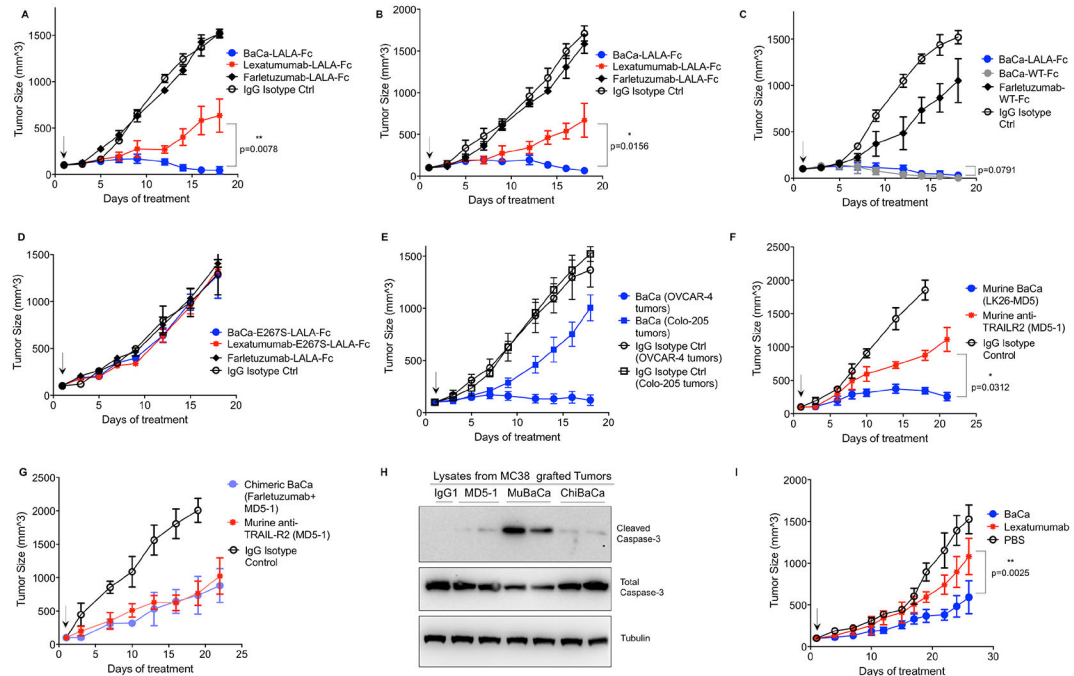 A
Tumor Size (mm^3)
1500
1000
500
0
0
5
10
15
20
Days of treatment
BaCa-LALA-Fc
Lexatumumab-LALA-Fc
Farletuzumab-LALA-Fc
IgG Isotype Ctrl
**
p=0.0078
B
Tumor Size (mm^3)
2000
1500
1000
500
0
0
5
10
15
20
Days of treatment
BaCa-LALA-Fc
Lexatumumab-LALA-Fc
Farletuzumab-LALA-Fc
IgG Isotype Ctrl
*
p=0.0156
C
Tumor Size (mm^3)
1500
1000
500
0
0
5
10
15
20
Days of treatment
BaCa-LALA-Fc
BaCa-WT-Fc
Farletuzumab-
WT-Fc
IgG Isotype
Ctrl
p=0.0791
D
Tumor Size (mm^3)
1500
1000
500
0
0
5
10
15
20
Days of treatment
BaCa-E267S-LALA-Fc
Lexatumumab-E267S-LALA-Fc
Farletuzumab-LALA-Fc
IgG Isotype Ctrl
E
Tumor Size (mm^3)
1500
1000
500
0
0
5
10
15
20
Days of treatment
BaCa (OVCAR-4
tumors)
BaCa (Colo-205
tumors)
IgG Isotype Ctrl
(OVCAR-4 tumors)
IgG Isotype Ctrl
(Colo-205 tumors)
F
Tumor Size (mm^3)
2500
2000
1500
1000
500
0
0
5
10
15
20
25
Days of treatment
Murine BaCa
(LK26-MD5)
Murine anti-
TRAILR2 (MD5-1)
IgG Isotype
Control
*
p=0.0312
G
Tumor Size (mm^3)
2500
2000
1500
1000
500
0
0
5
10
15
20
25
Days of treatment
Chimeric BaCa
(Farletuzumab+
MD5-1)
Murine anti-
TRAIL-R2 (MD5-1)
IgG Isotype
Control
H
Lysates from MC38 grafted Tumors
IgG1 MD5-1 MuBaCa ChiBaCa
Cleaved
Caspase-3
Total
Caspase-3
Tubulin
I
Tumor Size (mm^3)
2000
1500
1000
500
0
0
10
20
30
Days of treatment
BaCa
Lexatumumab
PBS
**
p=0.0025